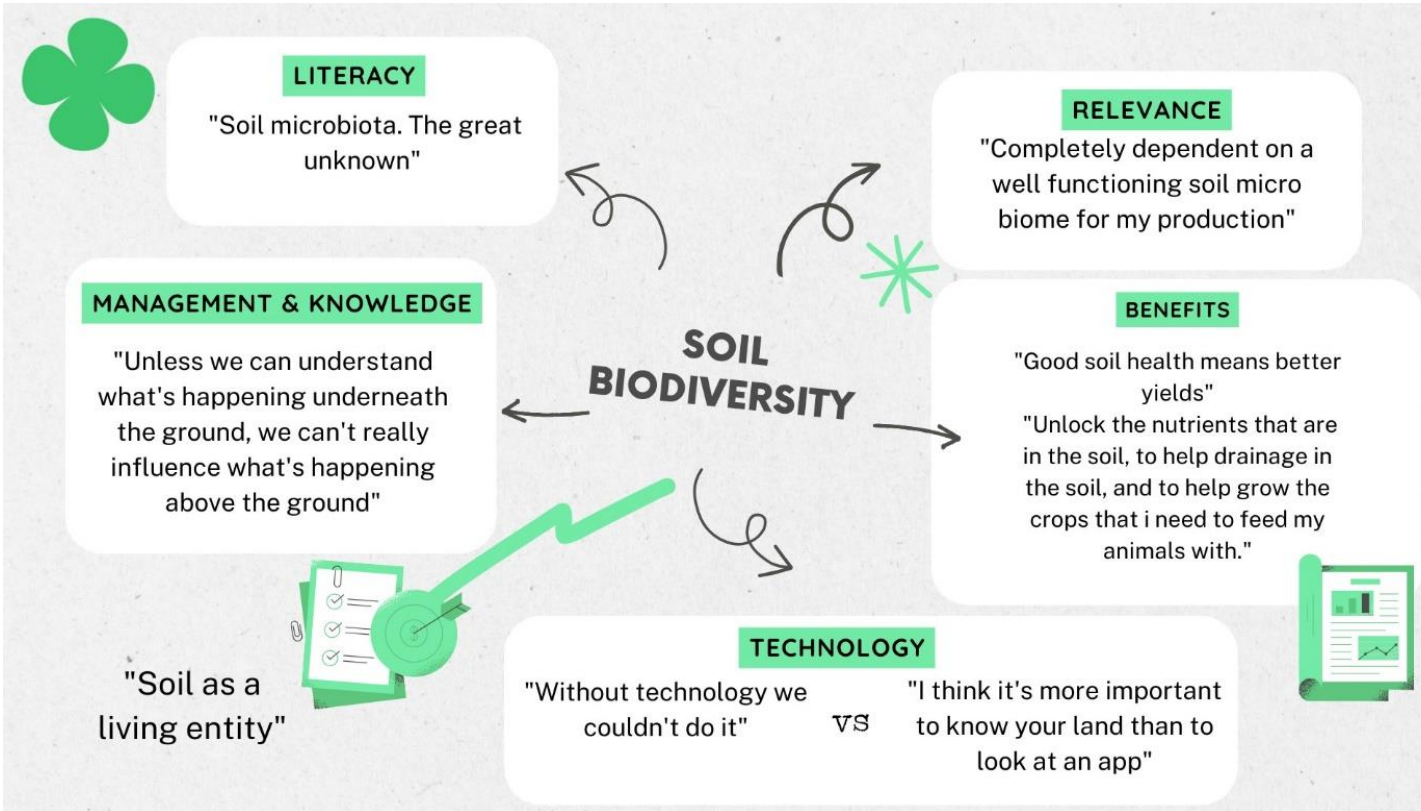 LITERACY
"Soil microbiota. The great
unknown"
RELEVANCE
"Completely dependent on a
well functioning soil micro
biome for my production"
MANAGEMENT & KNOWLEDGE
"Unless we can understand
what's happening underneath
the ground, we can't really
influence what's happening
above the ground"
SOIL
BIODIVERSITY
BENEFITS
"Good soil health means better
yields"
"Unlock the nutrients that are
in the soil, to help drainage in
the soil, and to help grow the
crops that i need to feed my
animals with."
"Soil as a
living entity"
TECHNOLOGY
"Without technology we
couldn't do it"
vs
"I think it's more important
to know your land than to
look at an app"